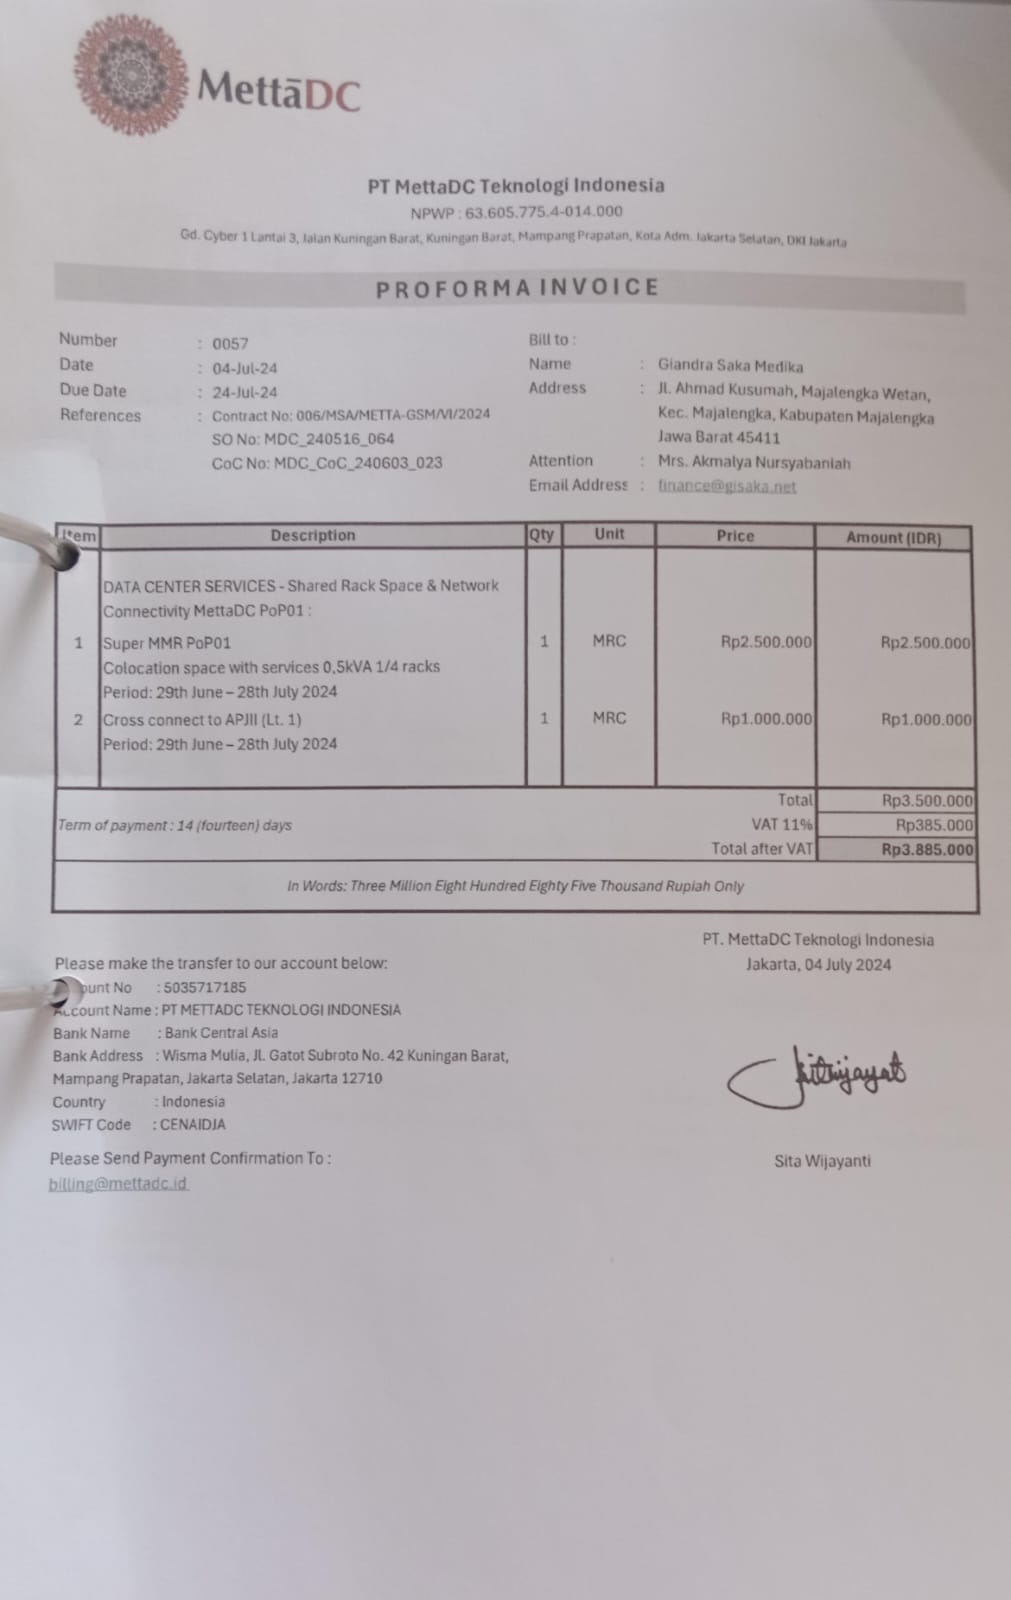 MettāDC
PT MettaDC Teknologi Indonesia
NPWP : 63.605.775.4-014.000
Gd. Cyber 1 Lantai 3, Jalan Kuningan Barat, Kuningan Barat, Mampang Prapatan, Kota Adm. Jakarta Selatan, DKI Jakarta
PROFORMA INVOICE
Number : 0057
Date : 04-Jul-24
Due Date : 24-Jul-24
References : Contract No: 006/MSA/METTA-GSM/VI/2024
SO No: MDC_240516_064
CoC No: MDC_CoC_240603_023
Bill to :
Name : Giandra Saka Medika
Address : Jl. Ahmad Kusumah, Majalengka Wetan,
Kec. Majalengka, Kabupaten Majalengka
Jawa Barat 45411
Attention : Mrs. Akmalya Nursyabaniah
Email Address : finance@gisaka.net
Item Description Qty Unit Price Amount (IDR)
DATA CENTER SERVICES - Shared Rack Space & Network
Connectivity MettaDC PoP01 :
1 Super MMR PoP01 1 MRC Rp2.500.000 Rp2.500.000
Colocation space with services 0,5kVA 1/4 racks
Period: 29th June – 28th July 2024
2 Cross connect to APJII (Lt. 1) 1 MRC Rp1.000.000 Rp1.000.000
Period: 29th June – 28th July 2024
Total Rp3.500.000
Term of payment : 14 (fourteen) days VAT 11% Rp385.000
Total after VAT Rp3.885.000
In Words: Three Million Eight Hundred Eighty Five Thousand Rupiah Only
PT. MettaDC Teknologi Indonesia
Jakarta, 04 July 2024
Sita Wijayanti
Please make the transfer to our account below:
ount No : 5035717185
Account Name : PT METTADC TEKNOLOGI INDONESIA
Bank Name : Bank Central Asia
Bank Address : Wisma Mulia, Jl. Gatot Subroto No. 42 Kuningan Barat,
Mampang Prapatan, Jakarta Selatan, Jakarta 12710
Country : Indonesia
SWIFT Code : CENAIDJA
Please Send Payment Confirmation To :
billing@mettadc.id